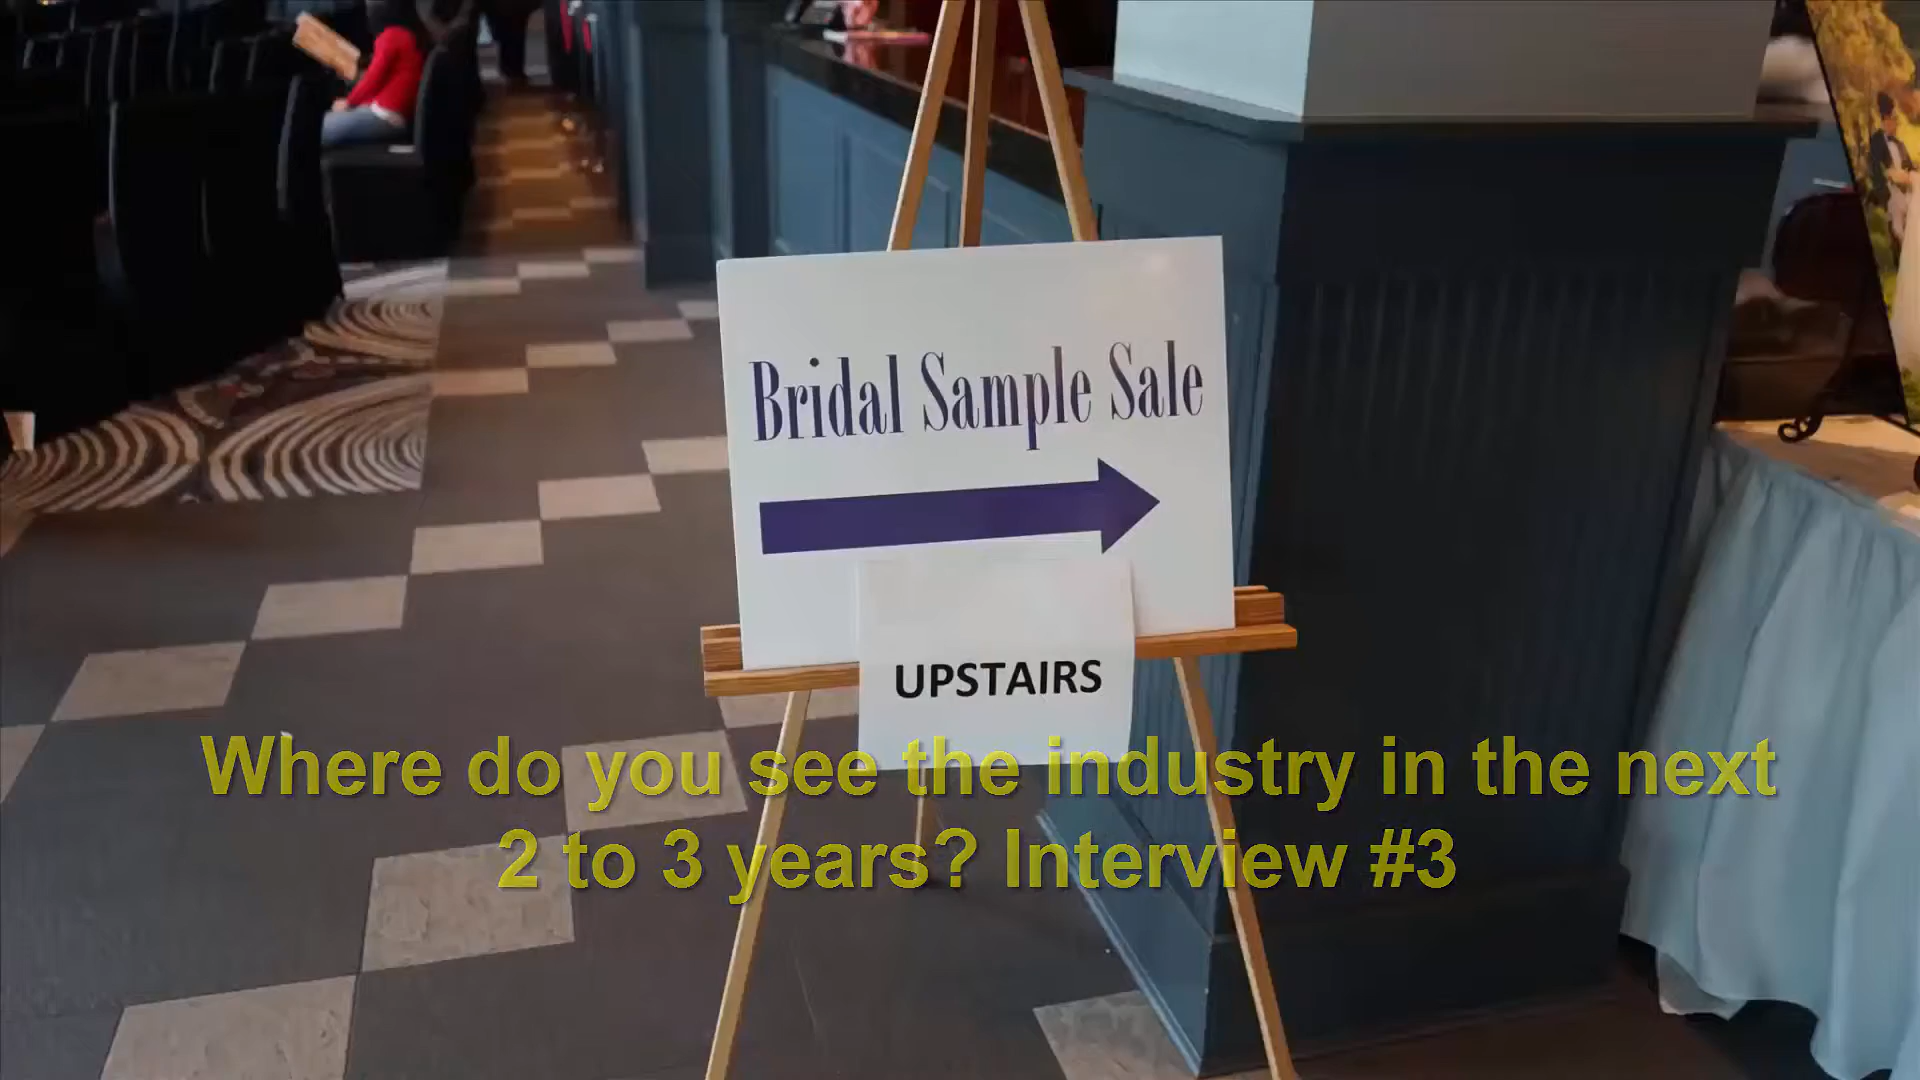 Bridal Sample Sale
UPSTAIRS
Where do you see the industry in the next
2 to 3 years? Interview #3